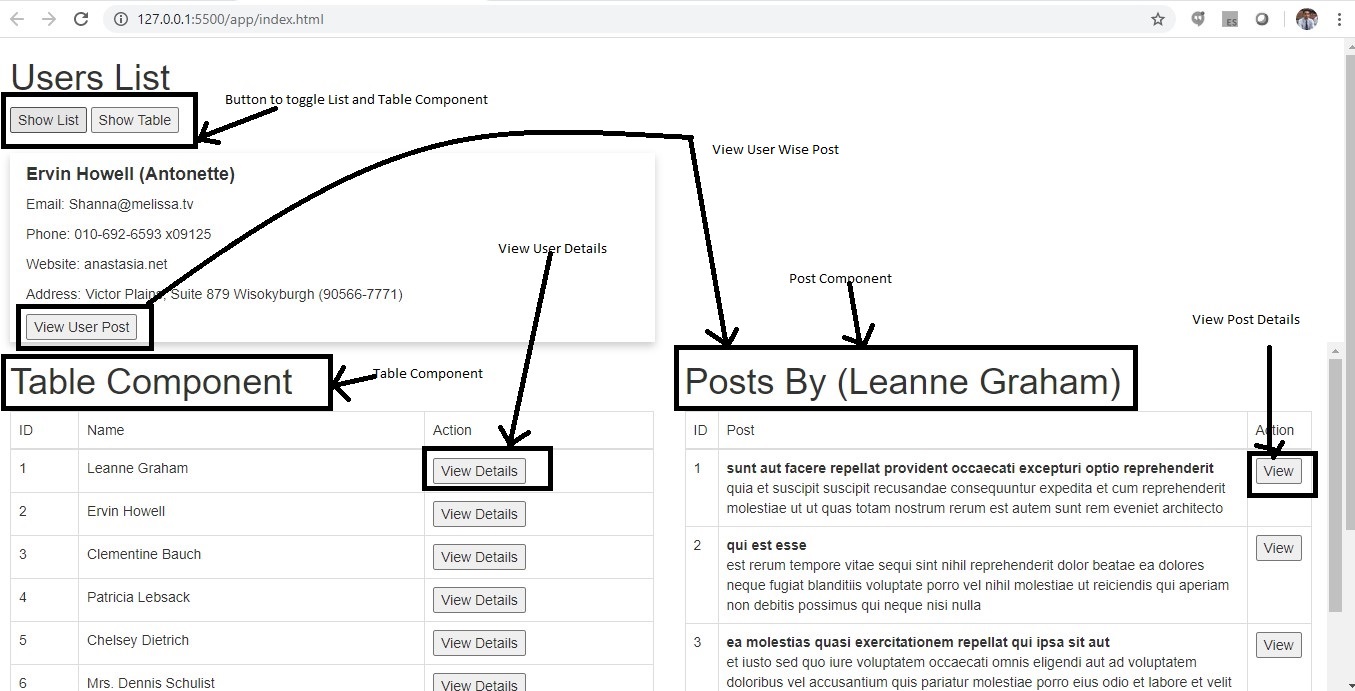 127.0.0.1:5500/app/index.html
ES
Users List
Button to toggle List and Table Component
Show List Show Table
View User Wise Post
Ervin Howell (Antonette)
Email: Shanna@melissa.tv
Phone: 010-692-6593 x09125
Website: anastasia.net
Address: Victor Plains, Suite 879 Wisokyburgh (90566-7771)
View User Post
View User Details
Post Component
View Post Details
Table Component
Table Component
ID Name Action
1 Leanne Graham View Details
2 Ervin Howell View Details
3 Clementine Bauch View Details
4 Patricia Lebsack View Details
5 Chelsey Dietrich View Details
6 Mrs. Dennis Schulist View Details
Posts By (Leanne Graham)
ID Post Action
1 sunt aut facere repellat provident occaecati excepturi optio reprehenderit View
quia et suscipit suscipit recusandae consequuntur expedita et cum reprehenderit
molestiae ut ut quas totam nostrum rerum est autem sunt rem eveniet architecto
2 qui est esse View
est rerum tempore vitae sequi sint nihil reprehenderit dolor beatae ea dolores
neque fugiat blanditiis voluptate porro vel nihil molestiae ut reiciendis qui aperiam
non debitis possimus qui neque nisi nulla
3 ea molestias quasi exercitationem repellat qui ipsa sit aut View
et iusto sed quo iure voluptatem occaecati omnis eligendi aut ad voluptatem
doloribus vel accusantium quis pariatur molestiae porro eius odio et labore et velit